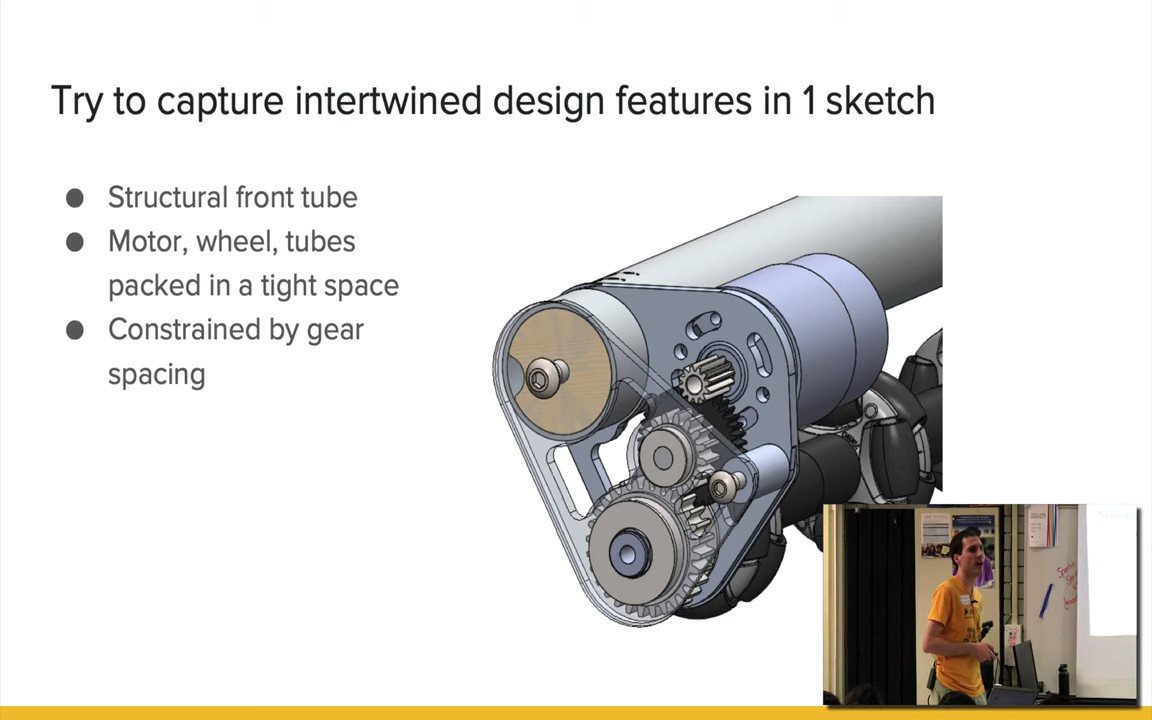 Try to capture intertwined design features in 1 sketch
● Structural front tube
● Motor, wheel, tubes
packed in a tight space
● Constrained by gear
spacing